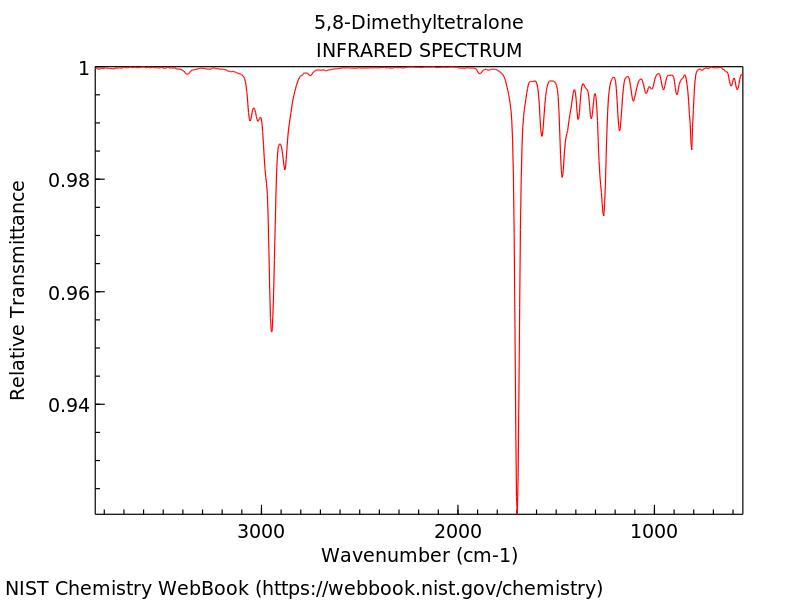 5,8-Dimethyltetralone
INFRARED SPECTRUM
1
0.98
0.96
0.94
Relative Transmittance
3000
2000
1000
Wavenumber (cm-1)
NIST Chemistry WebBook (https://webbook.nist.gov/chemistry)